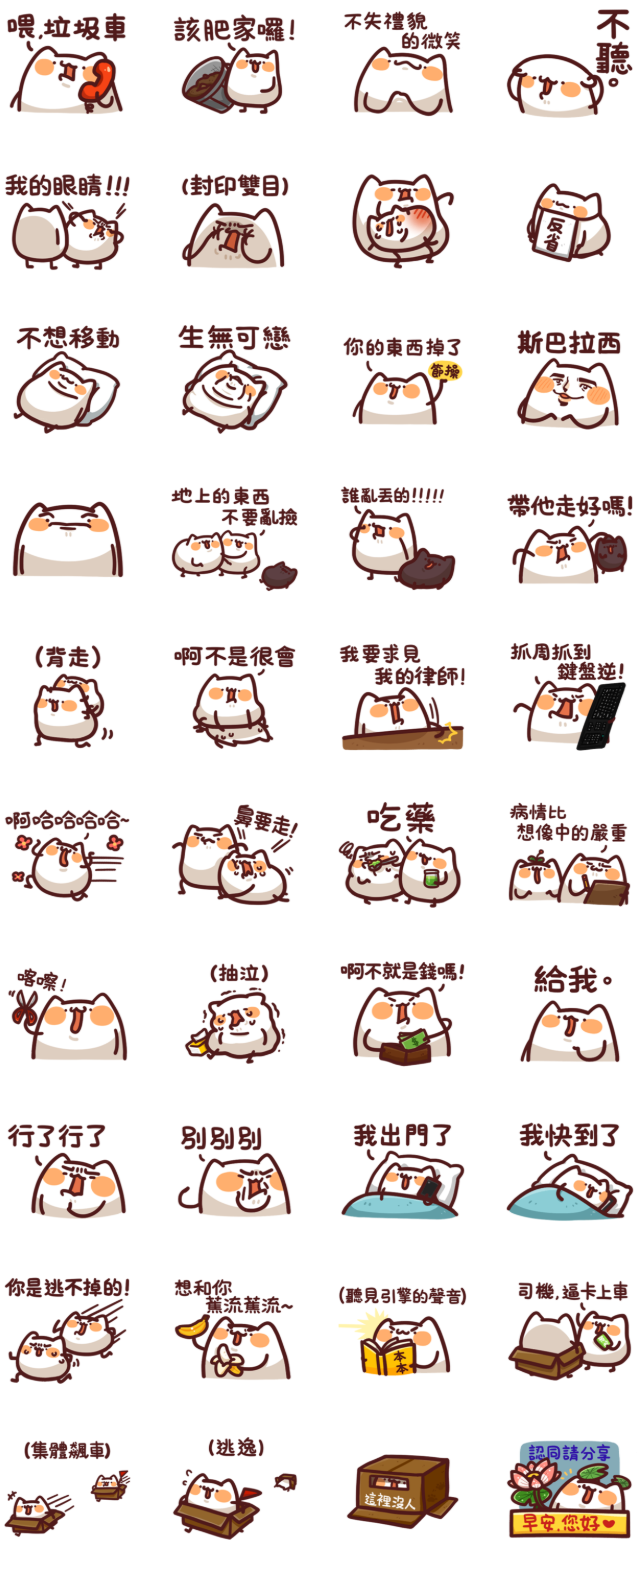 喂,垃圾車
該肥家囉!
不失禮貌
的微笑
不聽。
我的眼睛!!!
(封印雙目)
反省
不想移動
生無可戀
你的東西掉了
節操
斯巴拉西
地上的東西
不要亂撿
誰亂丟的!!!!!
帶他走好嗎!
(背走)
啊不是很會
我要求見
我的律師!
抓周抓到
鍵盤逆!
啊哈哈哈哈~
鼻要走!
吃藥
病情比
想像中的嚴重
喀嚓!
(抽泣)
啊不就是錢嗎!
給我。
行了行了
別別別
我出門了
我快到了
你是逃不掉的!
想和你
蕉流蕉流~
(聽見引擎的聲音)
本本
司機,逼卡上車
(集體飆車)
(逃逸)
這裡沒人
認同請分享
早安,您好